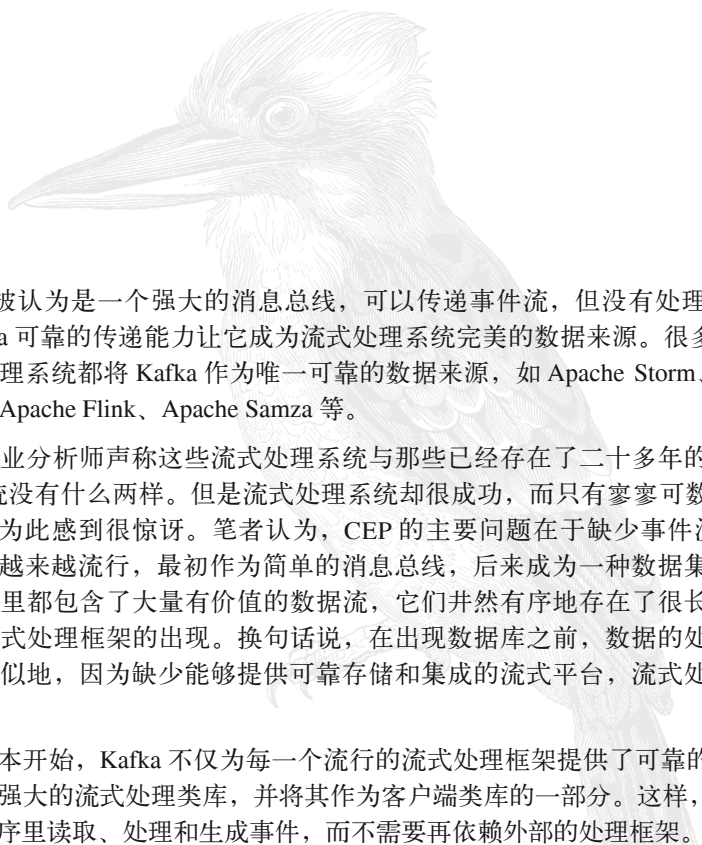 被认为是一个强大的消息总线，可以传递事件流，但没有处理
a 可靠的传递能力让它成为流式处理系统完美的数据来源。很多
理系统都将 Kafka 作为唯一可靠的数据来源，如 Apache Storm、
Apache Flink、Apache Samza 等。
业分析师声称这些流式处理系统与那些已经存在了二十多年的
统没有什么两样。但是流式处理系统却很成功，而只有寥寥可数
为此感到很惊讶。笔者认为，CEP 的主要问题在于缺少事件流
越来越流行，最初作为简单的消息总线，后来成为一种数据集
里都包含了大量有价值的数据流，它们井然有序地存在了很长
式处理框架的出现。换句话说，在出现数据库之前，数据的处
似地，因为缺少能够提供可靠存储和集成的流式平台，流式处
本开始，Kafka 不仅为每一个流行的流式处理框架提供了可靠的
强大的流式处理类库，并将其作为客户端类库的一部分。这样，
序里读取、处理和生成事件，而不需要再依赖外部的处理框架。